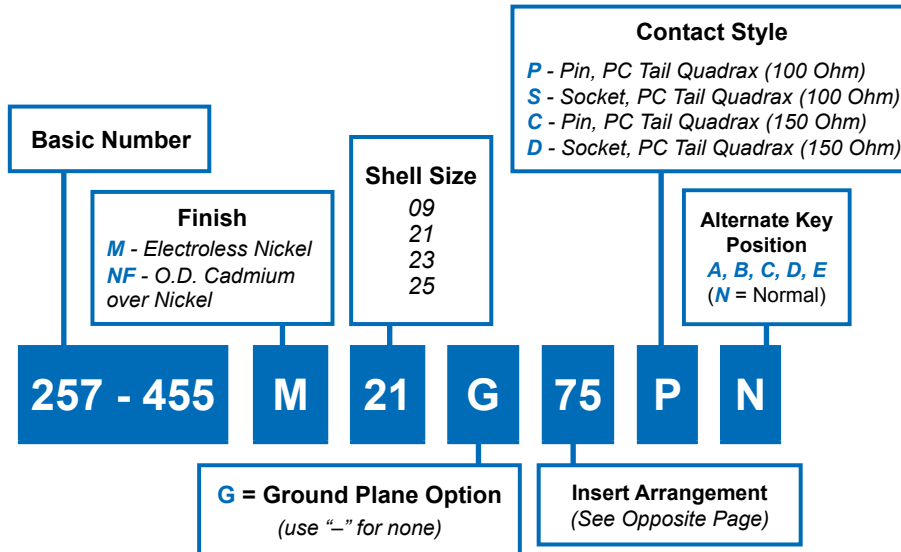 Contact Style
P - Pin, PC Tail Quadrax (100 Ohm)
S - Socket, PC Tail Quadrax (100 Ohm)
C - Pin, PC Tail Quadrax (150 Ohm)
D - Socket, PC Tail Quadrax (150 Ohm)
Basic Number
Shell Size
09
21
23
25
Finish
M - Electroless Nickel
NF - O.D. Cadmium
over Nickel
Alternate Key
Position
A, B, C, D, E
(N = Normal)
257 - 455 M 21 G 75 P N
G = Ground Plane Option
(use “–” for none)
Insert Arrangement
(See Opposite Page)